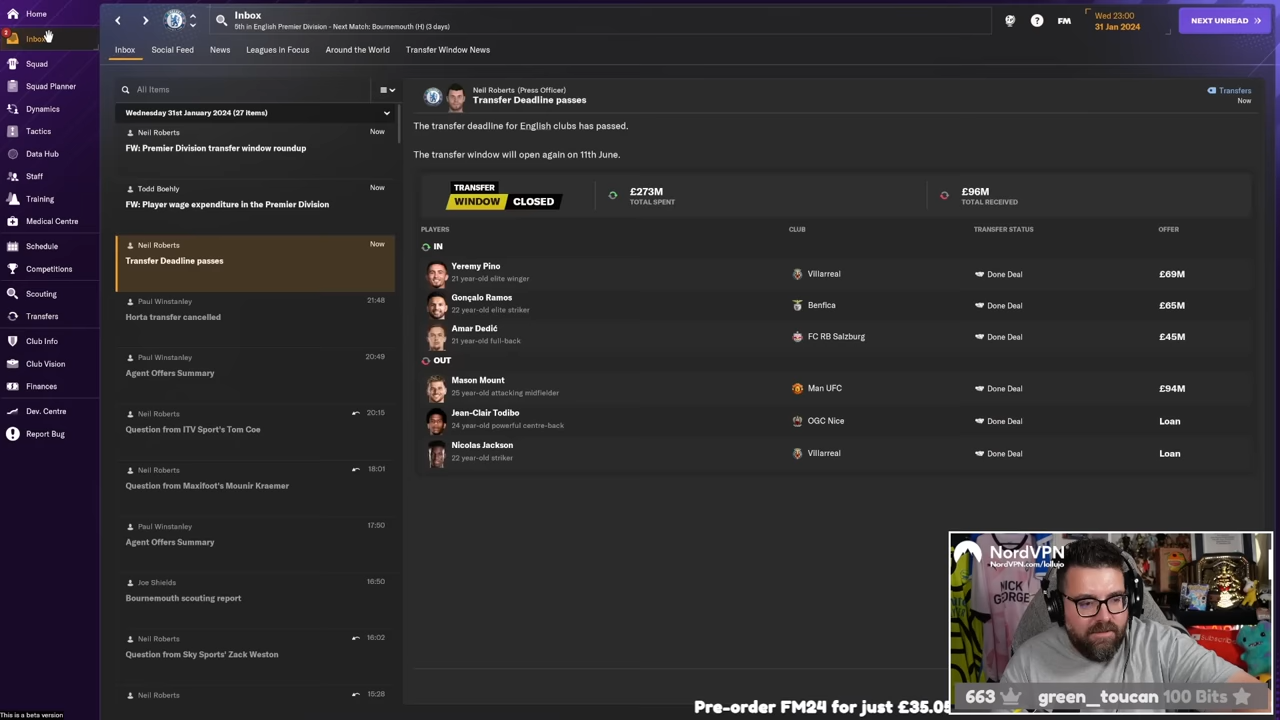 Home
2
Inbox
Squad
Squad Planner
Dynamics
Tactics
Data Hub
Staff
Training
Medical Centre
Schedule
Competitions
Scouting
Transfers
Club Info
Club Vision
Finances
Dev. Centre
Report Bug
This is a beta version
Inbox
5th in English Premier Division - Next Match: Bournemouth (H) (3 days)
?
FM
Wed 23:00
31 Jan 2024
NEXT UNREAD
Inbox Social Feed News Leagues in Focus Around the World Transfer Window News
All Items
Wednesday 31st January 2024 (27 Items)
Neil Roberts Now
FW: Premier Division transfer window roundup
Todd Boehly Now
FW: Player wage expenditure in the Premier Division
Neil Roberts Now
Transfer Deadline passes
Paul Winstanley 21:48
Horta transfer cancelled
Paul Winstanley 20:49
Agent Offers Summary
Neil Roberts 20:15
Question from ITV Sport's Tom Coe
Neil Roberts 18:01
Question from Maxifoot's Mounir Kraemer
Paul Winstanley 17:50
Agent Offers Summary
Joe Shields 16:50
Bournemouth scouting report
Neil Roberts 16:02
Question from Sky Sports' Zack Weston
Neil Roberts 15:28
Neil Roberts (Press Officer)
Transfer Deadline passes
Transfers
Now
The transfer deadline for English clubs has passed.
The transfer window will open again on 11th June.
TRANSFER
WINDOW CLOSED
£273M
TOTAL SPENT
£96M
TOTAL RECEIVED
PLAYERS CLUB TRANSFER STATUS OFFER
IN
Yeremy Pino
21 year-old elite winger
Villarreal Done Deal £69M
Gonçalo Ramos
22 year-old elite striker
Benfica Done Deal £65M
Amar Dedić
21 year-old full-back
FC RB Salzburg Done Deal £45M
OUT
Mason Mount
25 year-old attacking midfielder
Man UFC Done Deal £94M
Jean-Clair Todibo
24 year-old powerful centre-back
OGC Nice Done Deal Loan
Nicolas Jackson
22 year-old striker
Villarreal Done Deal Loan
NordVPN
NordVPN.com/lollujo
NICK
GEORGE
663 green_toucan 100 Bits
Pre-order FM24 for just £35.05